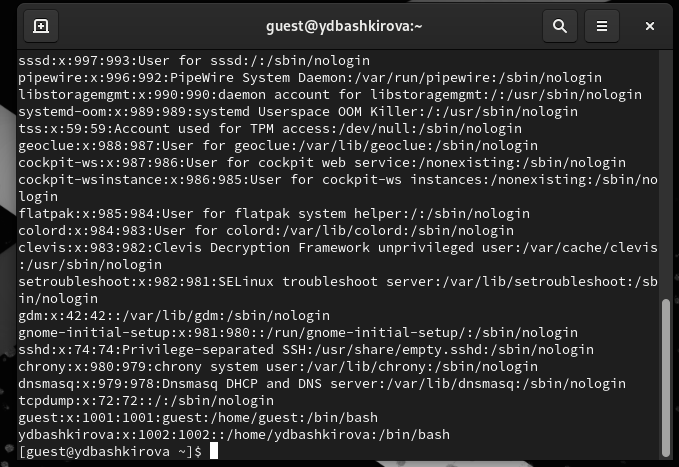 guest@ydbashkirova:~
sssd:x:997:993:User for sssd:/:/sbin/nologin
pipewire:x:996:992:PipeWire System Daemon:/var/run/pipewire:/sbin/nologin
libstoragemgmt:x:990:990:daemon account for libstoragemgmt:/:/usr/sbin/nologin
systemd-oom:x:989:989:systemd Userspace OOM Killer:/:/usr/sbin/nologin
tss:x:59:59:Account used for TPM access:/dev/null:/sbin/nologin
geoclue:x:988:987:User for geoclue:/var/lib/geoclue:/sbin/nologin
cockpit-ws:x:987:986:User for cockpit web service:/nonexisting:/sbin/nologin
cockpit-wsinstance:x:986:985:User for cockpit-ws instances:/nonexisting:/sbin/no
login
flatpak:x:985:984:User for flatpak system helper:/:/sbin/nologin
colord:x:984:983:User for colord:/var/lib/colord:/sbin/nologin
clevis:x:983:982:Clevis Decryption Framework unprivileged user:/var/cache/clevis
:/usr/sbin/nologin
setroubleshoot:x:982:981:SELinux troubleshoot server:/var/lib/setroubleshoot:/sb
in/nologin
gdm:x:42:42::/var/lib/gdm:/sbin/nologin
gnome-initial-setup:x:981:980::/run/gnome-initial-setup/:/sbin/nologin
sshd:x:74:74:Privilege-separated SSH:/usr/share/empty.sshd:/sbin/nologin
chrony:x:980:979:chrony system user:/var/lib/chrony:/sbin/nologin
dnsmasq:x:979:978:Dnsmasq DHCP and DNS server:/var/lib/dnsmasq:/sbin/nologin
tcpdump:x:72:72::/:/sbin/nologin
guest:x:1001:1001:guest:/home/guest:/bin/bash
ydbashkirova:x:1002:1002::/home/ydbashkirova:/bin/bash
[guest@ydbashkirova ~]$